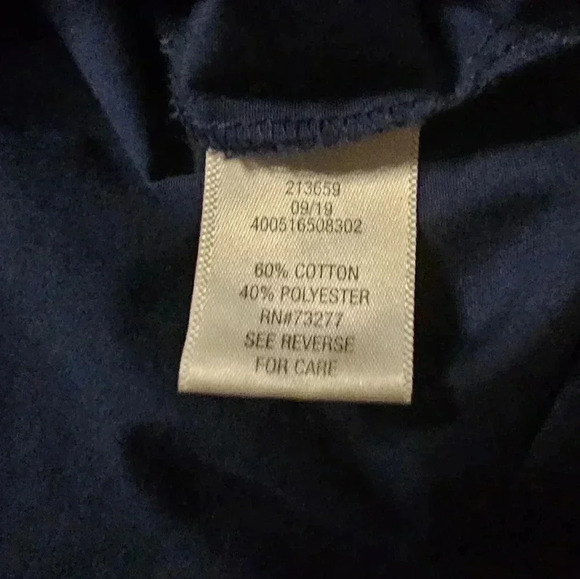 213659
09/19
400516508302
60% COTTON
40% POLYESTER
RN#73277
SEE REVERSE
FOR CARE